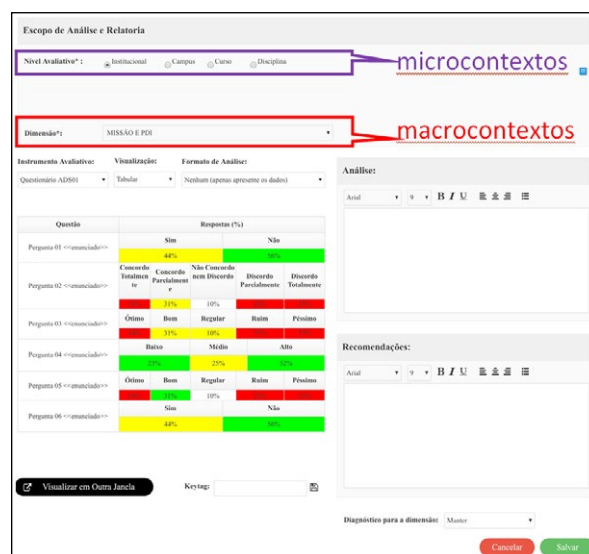 Escopo de Análise e Relatoria
Nível Avaliativo* : Institucional Campus Curso Disciplina
microcontextos
Dimensão*: MISSÃO E PDI
macrocontextos
Instrumento Avaliativo: Visualização: Formato de Análise:
Questionário ADS01 Tabular Nenhum (apenas apresente os dados)
Análise:
Arial 9 B I U
Questão Respostas (%)
Pergunta 01 <<enunciado>> Sim Não
44% 56%
Pergunta 02 <<enunciado>> Concordo Totalmente Concordo Parcialmente Não Concordo nem Discordo Discordo Parcialmente Discordo Totalmente
31% 10%
Pergunta 03 <<enunciado>> Ótimo Bom Regular Ruim Péssimo
31% 10%
Pergunta 04 <<enunciado>> Baixo Médio Alto
23% 25% 52%
Pergunta 05 <<enunciado>> Ótimo Bom Regular Ruim Péssimo
31% 10%
Pergunta 06 <<enunciado>> Sim Não
44% 56%
Recomendações:
Arial 9 B I U
Visualizar em Outra Janela Keytag:
Diagnóstico para a dimensão: Manter
Cancelar Salvar